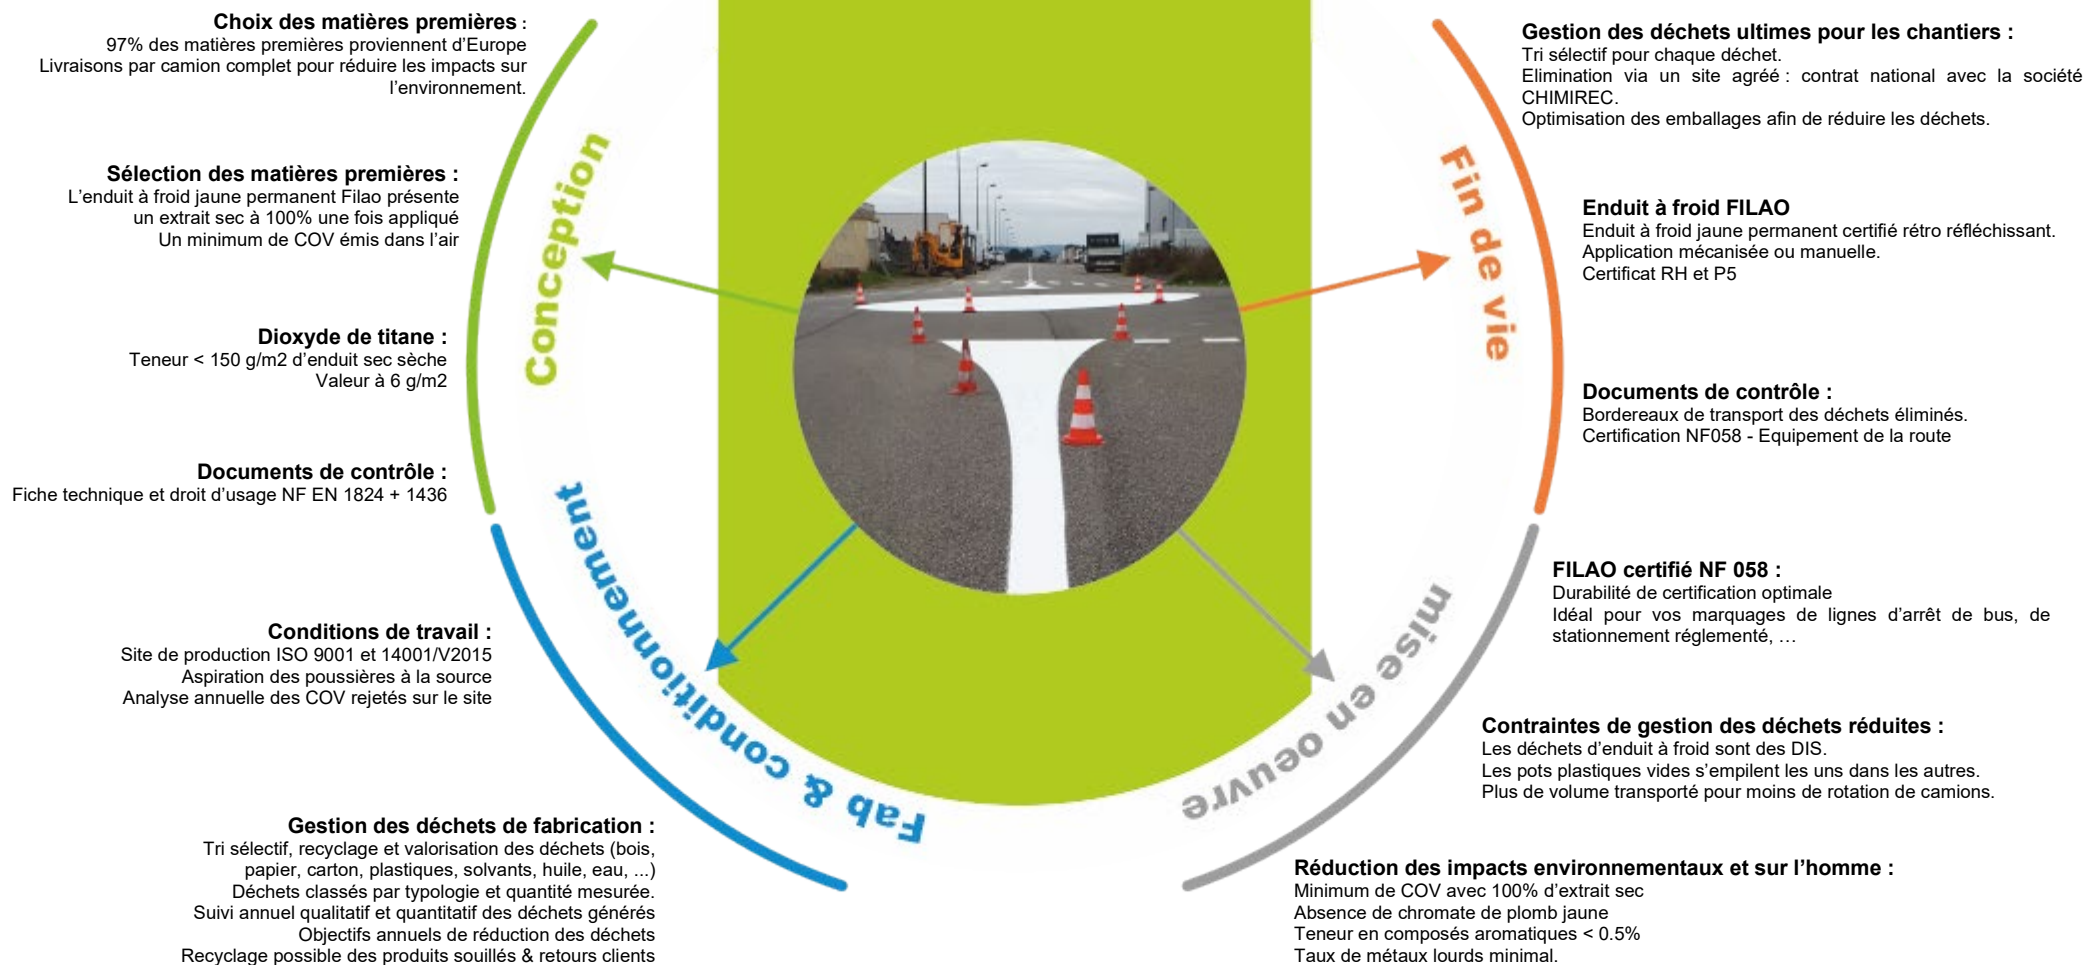 Choix des matières premières :
97% des matières premières proviennent d'Europe
Livraisons par camion complet pour réduire les impacts sur
l'environnement.
Sélection des matières premières :
L'enduit à froid jaune permanent Filao présente
un extrait sec à 100% une fois appliqué
Un minimum de COV émis dans l'air
Dioxyde de titane :
Teneur < 150 g/m2 d'enduit sec sèche
Valeur à 6 g/m2
Documents de contrôle :
Fiche technique et droit d'usage NF EN 1824 + 1436
Conception
Conditions de travail :
Site de production ISO 9001 et 14001/V2015
Aspiration des poussières à la source
Analyse annuelle des COV rejetés sur le site
Gestion des déchets de fabrication :
Tri sélectif, recyclage et valorisation des déchets (bois,
papier, carton, plastiques, solvants, huile, eau, ...)
Déchets classés par typologie et quantité mesurée.
Suivi annuel qualitatif et quantitatif des déchets générés
Objectifs annuels de réduction des déchets
Recyclage possible des produits souillés & retours clients
Fab & conditionnement
Gestion des déchets ultimes pour les chantiers :
Tri sélectif pour chaque déchet.
Elimination via un site agréé : contrat national avec la société
CHIMIREC.
Optimisation des emballages afin de réduire les déchets.
Enduit à froid FILAO
Enduit à froid jaune permanent certifié rétro réfléchissant.
Application mécanisée ou manuelle.
Certificat RH et P5
Documents de contrôle :
Bordereaux de transport des déchets éliminés.
Certification NF058 - Equipement de la route
Fin de vie
FILAO certifié NF 058 :
Durabilité de certification optimale
Idéal pour vos marquages de lignes d'arrêt de bus, de
stationnement réglementé, …
Contraintes de gestion des déchets réduites :
Les déchets d'enduit à froid sont des DIS.
Les pots plastiques vides s'empilent les uns dans les autres.
Plus de volume transporté pour moins de rotation de camions.
Réduction des impacts environnementaux et sur l'homme :
Minimum de COV avec 100% d'extrait sec
Absence de chromate de plomb jaune
Teneur en composés aromatiques < 0.5%
Taux de métaux lourds minimal.
mise en oeuvre